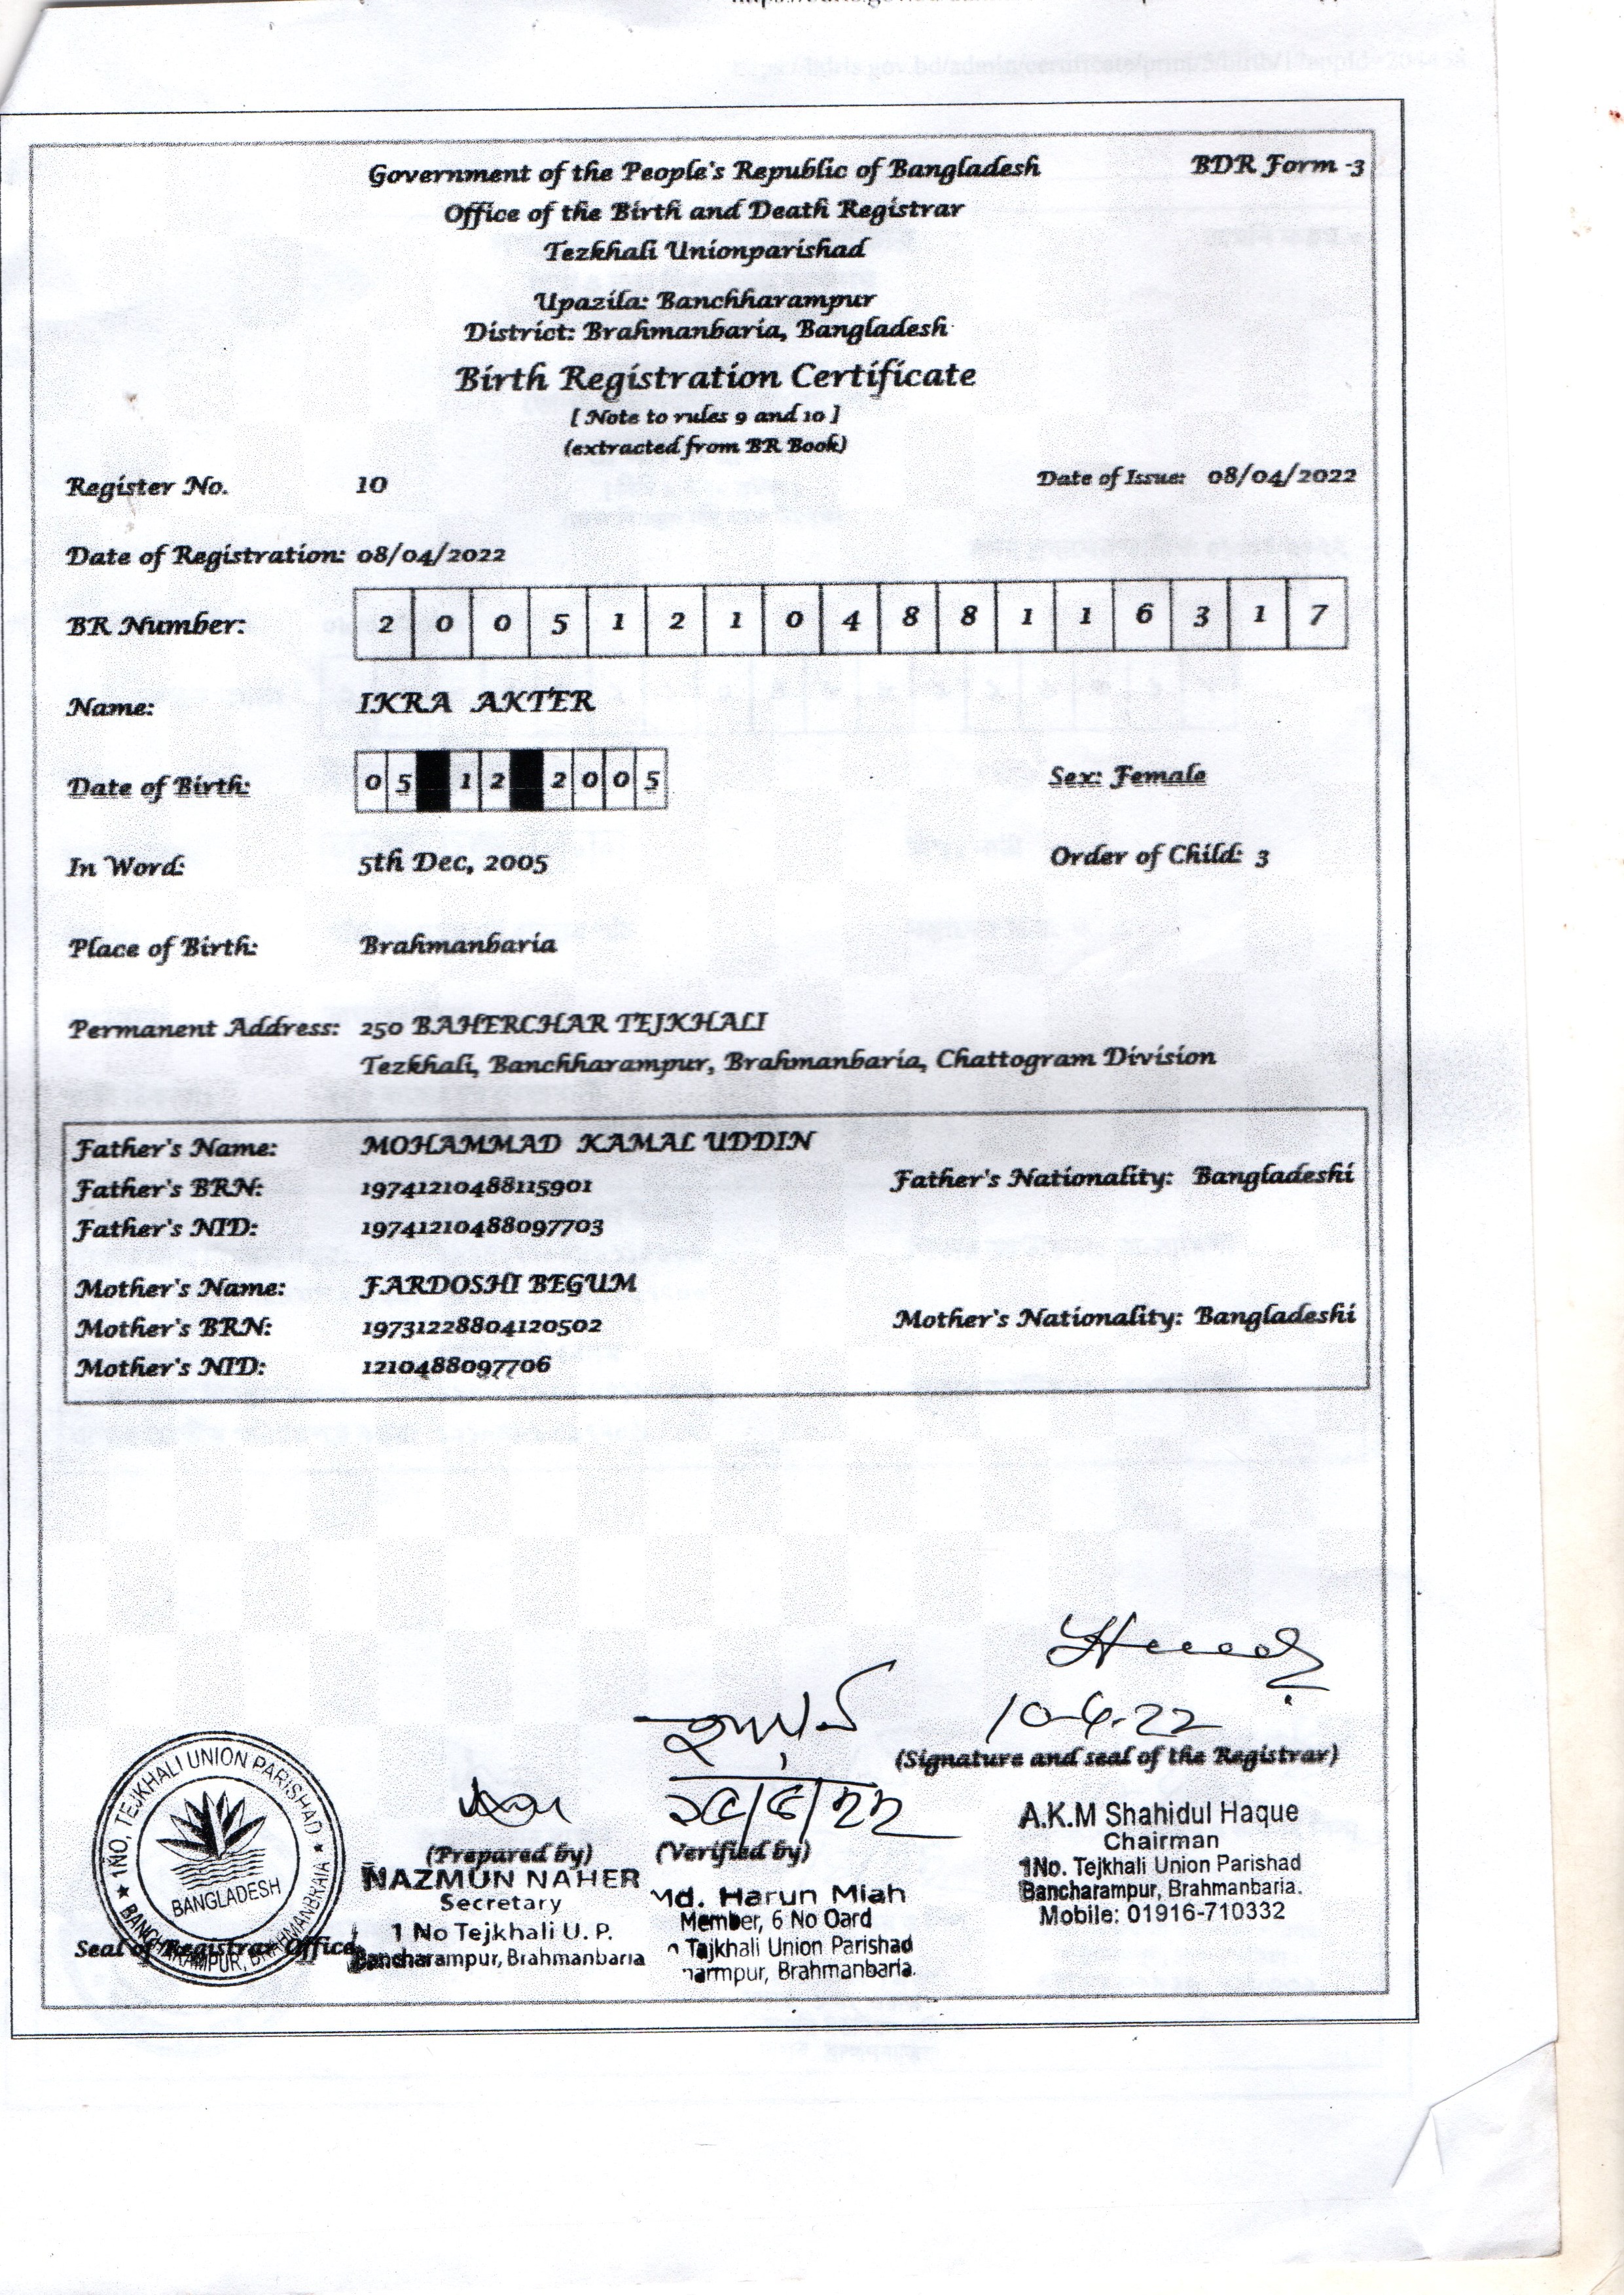 BDR Form -3
Government of the People's Republic of Bangladesh
Office of the Birth and Death Registrar
Tezkhali Unionparishad
Upazila: Banchharampur
District: Brahmanbaria, Bangladesh
Birth Registration Certificate
[ Note to rules 9 and 10 ]
(extracted from BR Book)
Register No. 10 Date of Issue: 08/04/2022
Date of Registration: 08/04/2022
BR Number: 2 0 0 5 1 2 1 0 4 8 8 1 1 6 3 1 7
Name: IKRA AKTER
Date of Birth: 0 5 1 2 2 0 0 5 Sex: Female
In Word: 5th Dec, 2005 Order of Child: 3
Place of Birth: Brahmanbaria
Permanent Address: 250 BAHERCHAR TEJKHALI
Tezkhali, Banchharampur, Brahmanbaria, Chattogram Division
Father's Name: MOHAMMAD KAMAL UDDIN
Father's BRN: 19741210488115901 Father's Nationality: Bangladeshi
Father's NID: 19741210488097703
Mother's Name: FARDOSHI BEGUM
Mother's BRN: 19731228804120502 Mother's Nationality: Bangladeshi
Mother's NID: 1210488097706
10-4-22
(Signature and seal of the Registrar)
A.K.M Shahidul Haque
Chairman
1No. Tejkhali Union Parishad
Bancharampur, Brahmanbaria.
Mobile: 01916-710332
(Verified by)
Md. Harun Miah
Member, 6 No Oard
Tajkhali Union Parishad
Brahmanbaria.
(Prepared by)
NAZMUN NAHER
Secretary
1 No Tejkhali U. P.
Bancharampur, Brahmanbaria
1NO, TEJKHALI UNION PARISHAD
BANGLADESH
BANCHARAMPUR, BRAHMANBRAIA
Seal of Registrar Office